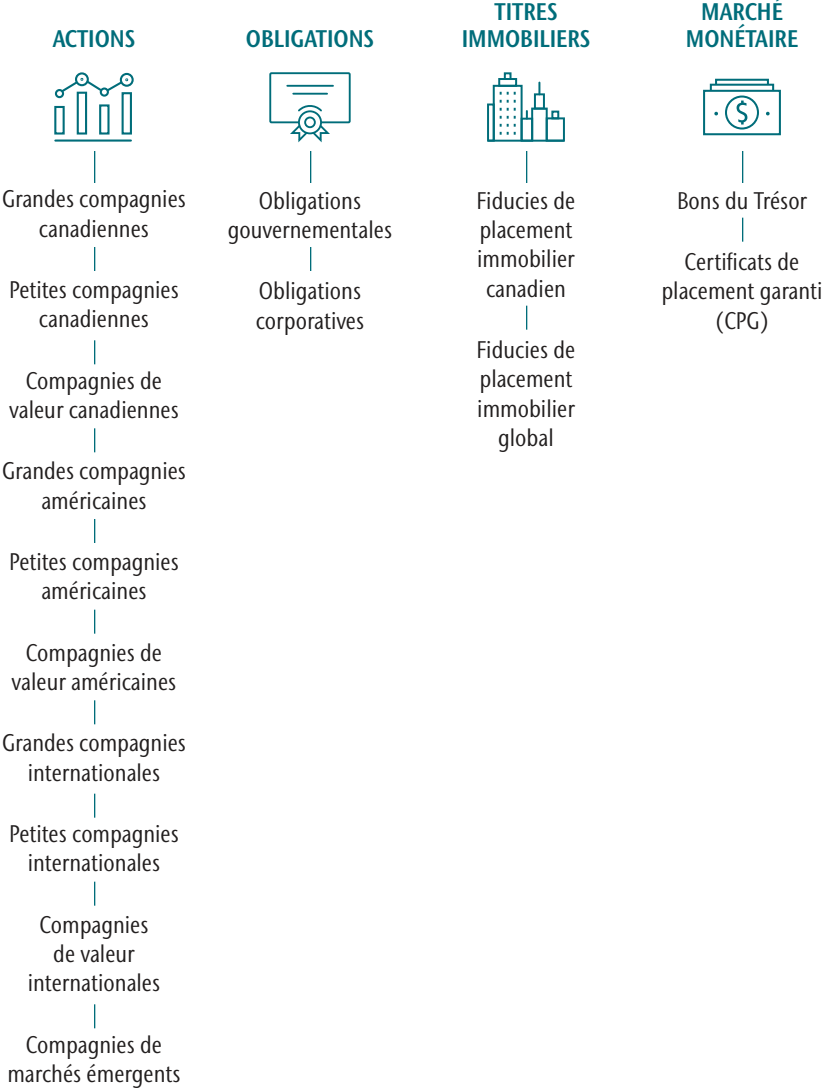 ACTIONS
Grandes compagnies
canadiennes
Petites compagnies
canadiennes
Compagnies de
valeur canadiennes
Grandes compagnies
américaines
Petites compagnies
américaines
Compagnies de
valeur américaines
Grandes compagnies
internationales
Petites compagnies
internationales
Compagnies
de valeur
internationales
Compagnies de
marchés émergents
OBLIGATIONS
Obligations
gouvernementales
Obligations
corporatives
TITRES
IMMOBILIERS
Fiducies de
placement
immobilier
canadien
Fiducies de
placement
immobilier
global
MARCHÉ
MONÉTAIRE
$
Bons du Trésor
Certificats de
placement garanti
(CPG)